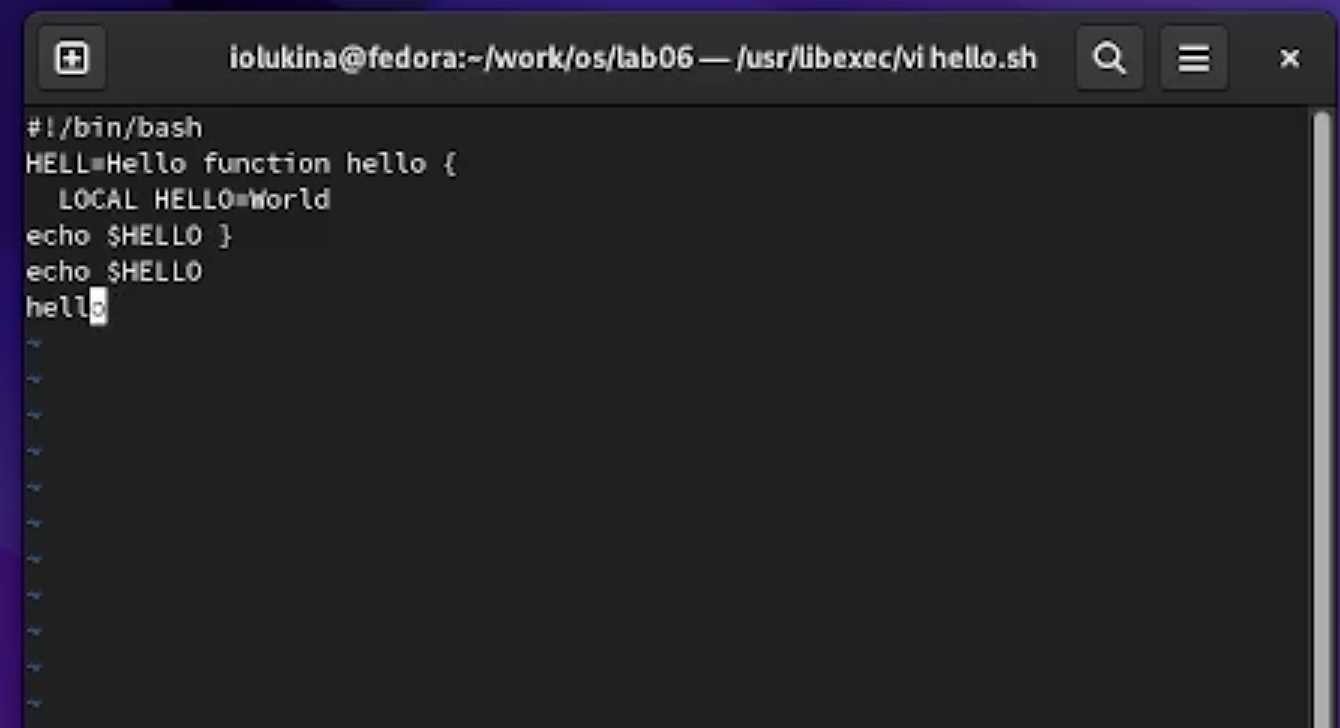 iolukina@fedora:~/work/os/lab06 — /usr/libexec/vi hello.sh
#!/bin/bash
HELL=Hello function hello {
  LOCAL HELLO=World
echo $HELLO }
echo $HELLO
hello
~
~
~
~
~
~
~
~
~
~
~